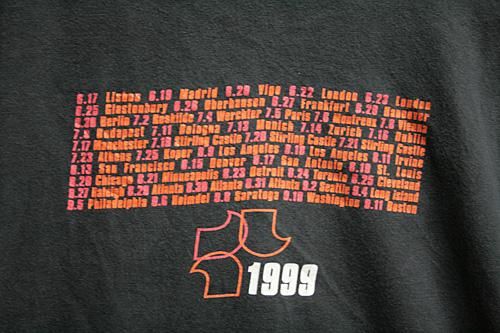 6.17 Lisbon 6.19 Madrid 6.20 Vigo 6.22 London 6.23 London
6.25 Glastonbury 6.26 Oberhausen 6.27 Frankfurt 6.29 Hanover
6.30 Berlin 7.2 Roskilde 7.4 Werchter 7.5 Paris 7.6 Montreux 7.7 Vienna
7.8 Budapest 7.11 Bologna 7.13 Munich 7.14 Zurich 7.16
7.17 Manchester 7.19 Stirling Castle 7.20 Stirling Castle 7.21 Stirling Castle
7.23 Athens 7.25 Koper 8.9 Los Angeles 8.10 Los Angeles 8.11 Irvine
8.13 San Francisco 8.15 Denver 8.17 San Antonio 8.19 St. Louis
8.20 Chicago 8.21 Minneapolis 8.23 Detroit 8.24 Toronto 8.25 Cleveland
8.27 Raleigh 8.28 Atlanta 8.30 Atlanta 8.31 Atlanta 9.2 Seattle 9.4 Long Island
9.5 Philadelphia 9.6 Holmdel 9.9 Saratoga 9.10 Washington 9.11 Boston
1999